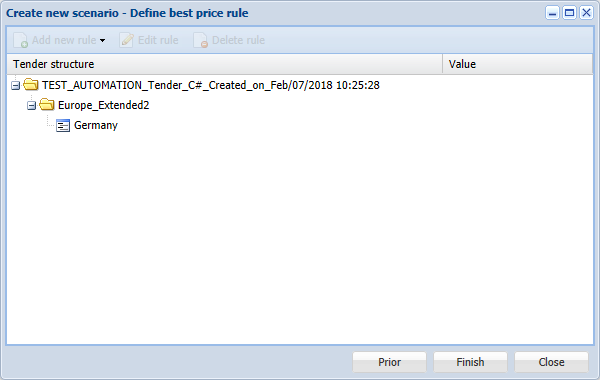 Create new scenario - Define best price rule
Add new rule Edit rule Delete rule
Tender structure Value
TEST_AUTOMATION_Tender_C#_Created_on_Feb/07/2018 10:25:28
Europe_Extended2
Germany
Prior Finish Close